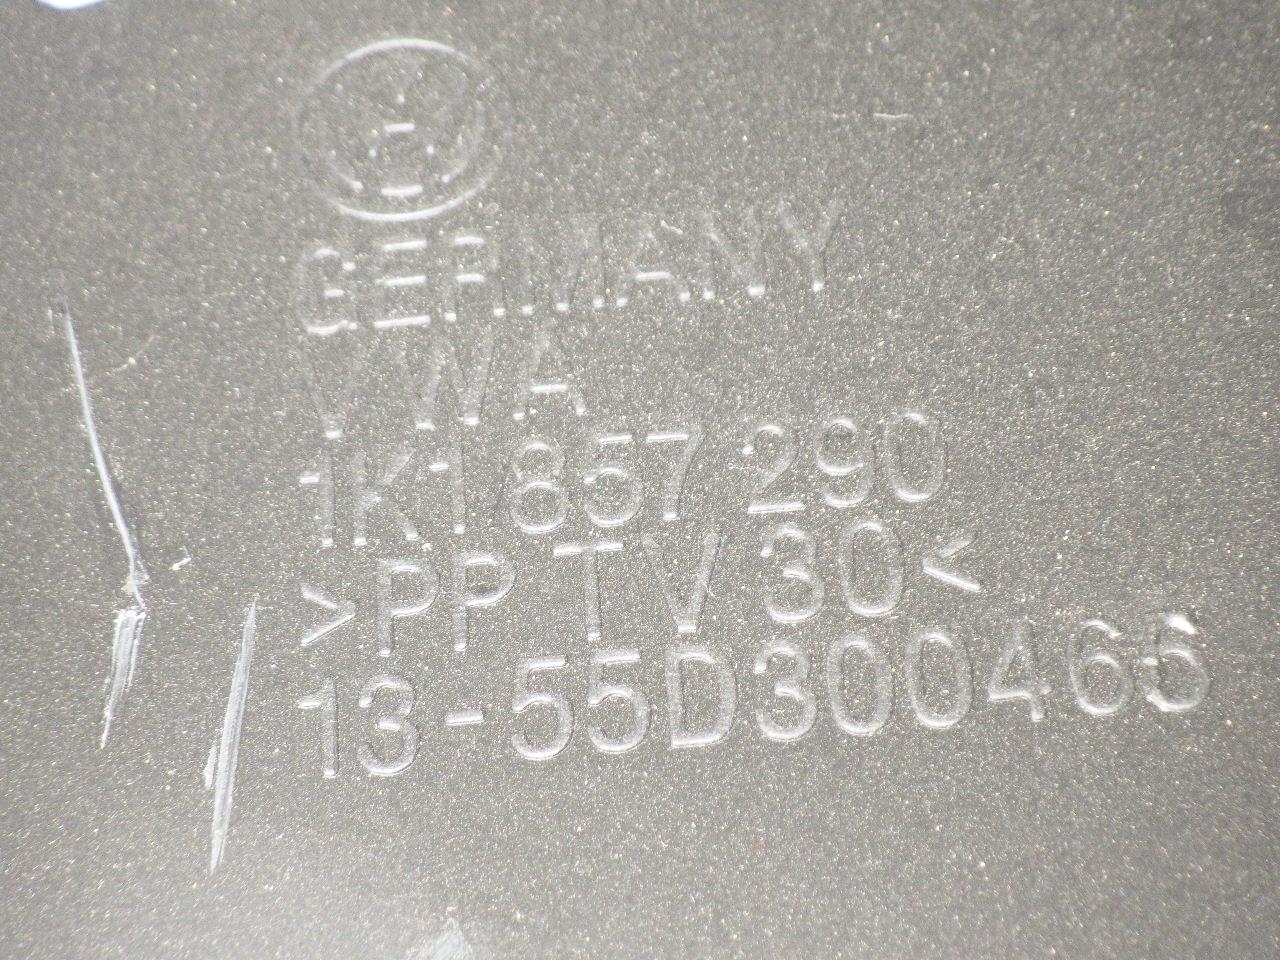 GERMANY
VWA
1K1 857 290
>PP TV 30<
13-55D300466